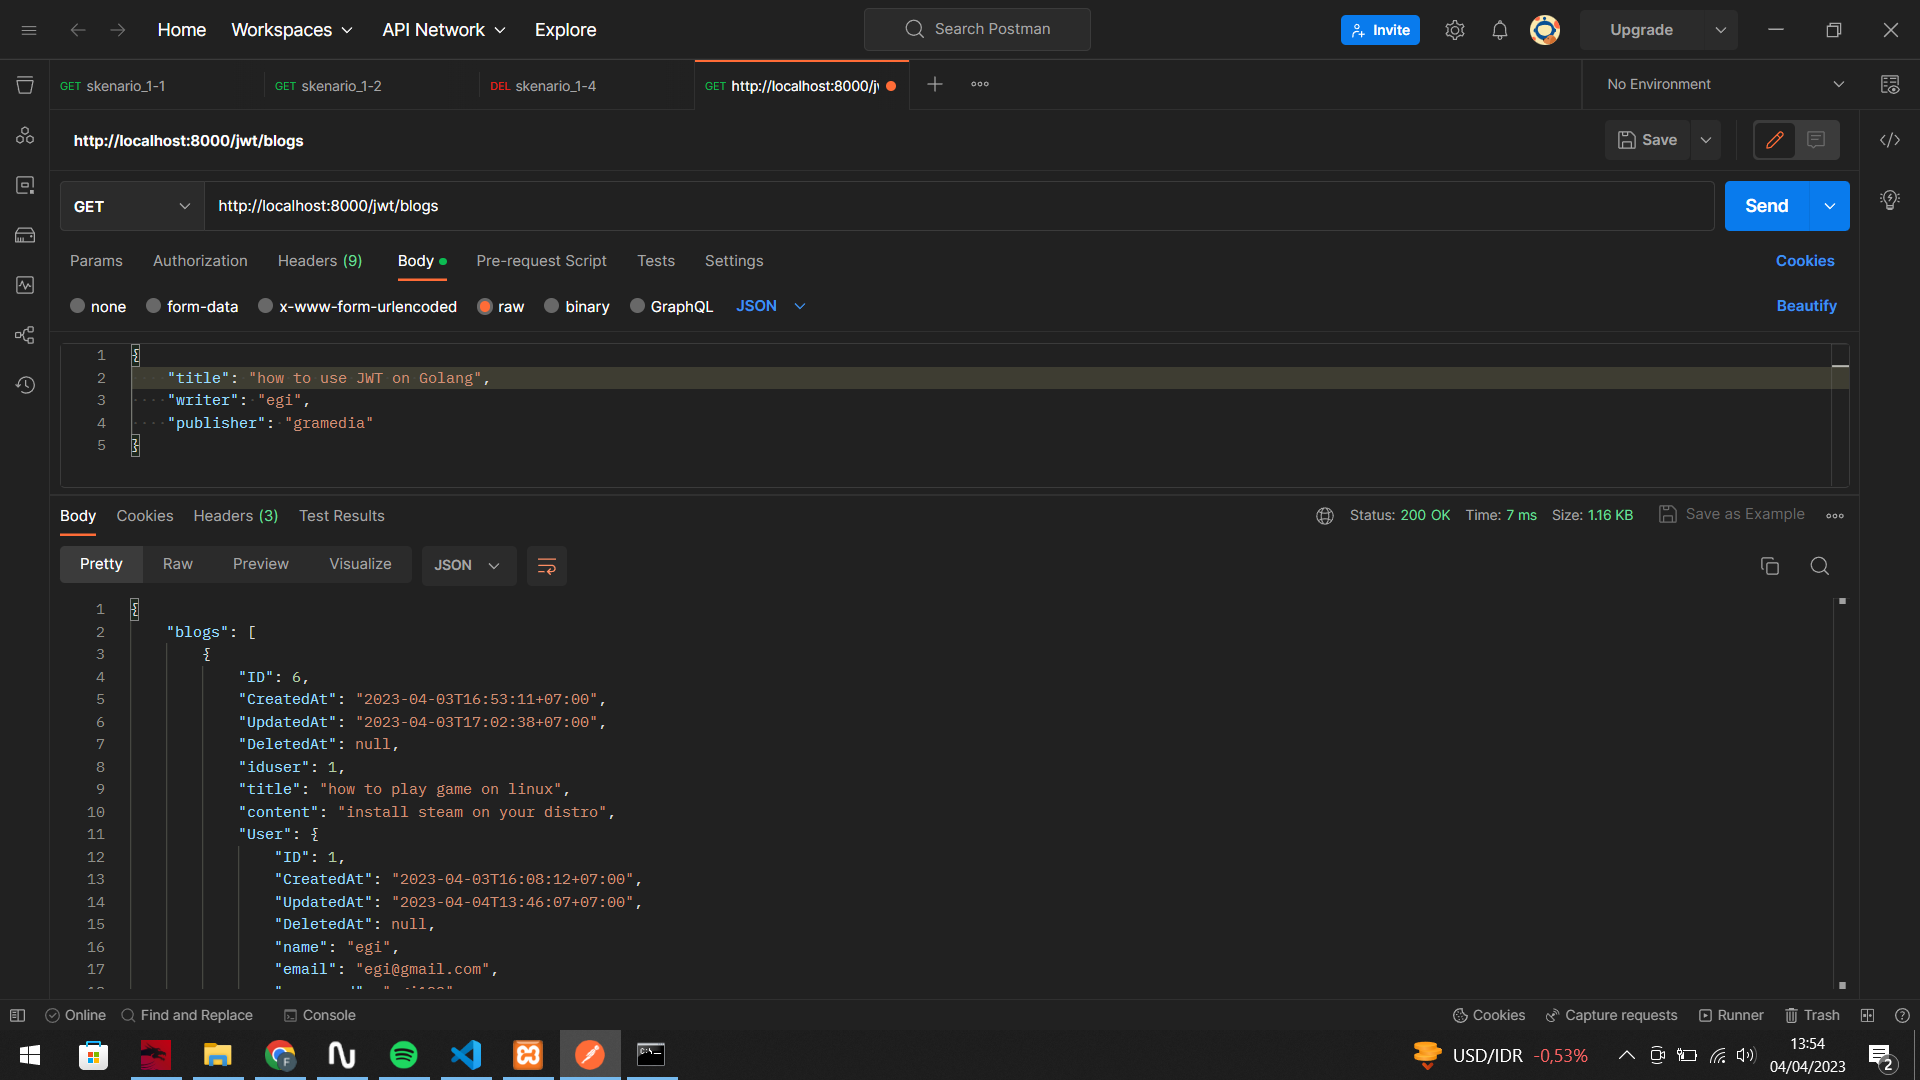 Home Workspaces API Network Explore Search Postman Invite Upgrade
GET skenario_1-1 GET skenario_1-2 DEL skenario_1-4 GET http://localhost:8000/j No Environment
http://localhost:8000/jwt/blogs Save
GET http://localhost:8000/jwt/blogs Send
Params Authorization Headers (9) Body Pre-request Script Tests Settings Cookies
none form-data x-www-form-urlencoded raw binary GraphQL JSON Beautify
1 {
2 "title": "how to use JWT on Golang",
3 "writer": "egi",
4 "publisher": "gramedia"
5 }
Body Cookies Headers (3) Test Results Status: 200 OK Time: 7 ms Size: 1.16 KB Save as Example
Pretty Raw Preview Visualize JSON
1 {
2 "blogs": [
3 {
4 "ID": 6,
5 "CreatedAt": "2023-04-03T16:53:11+07:00",
6 "UpdatedAt": "2023-04-03T17:02:38+07:00",
7 "DeletedAt": null,
8 "iduser": 1,
9 "title": "how to play game on linux",
10 "content": "install steam on your distro",
11 "User": {
12 "ID": 1,
13 "CreatedAt": "2023-04-03T16:08:12+07:00",
14 "UpdatedAt": "2023-04-04T13:46:07+07:00",
15 "DeletedAt": null,
16 "name": "egi",
17 "email": "egi@gmail.com",
Online Find and Replace Console Cookies Capture requests Runner Trash
USD/IDR -0,53% 13:54
04/04/2023 2